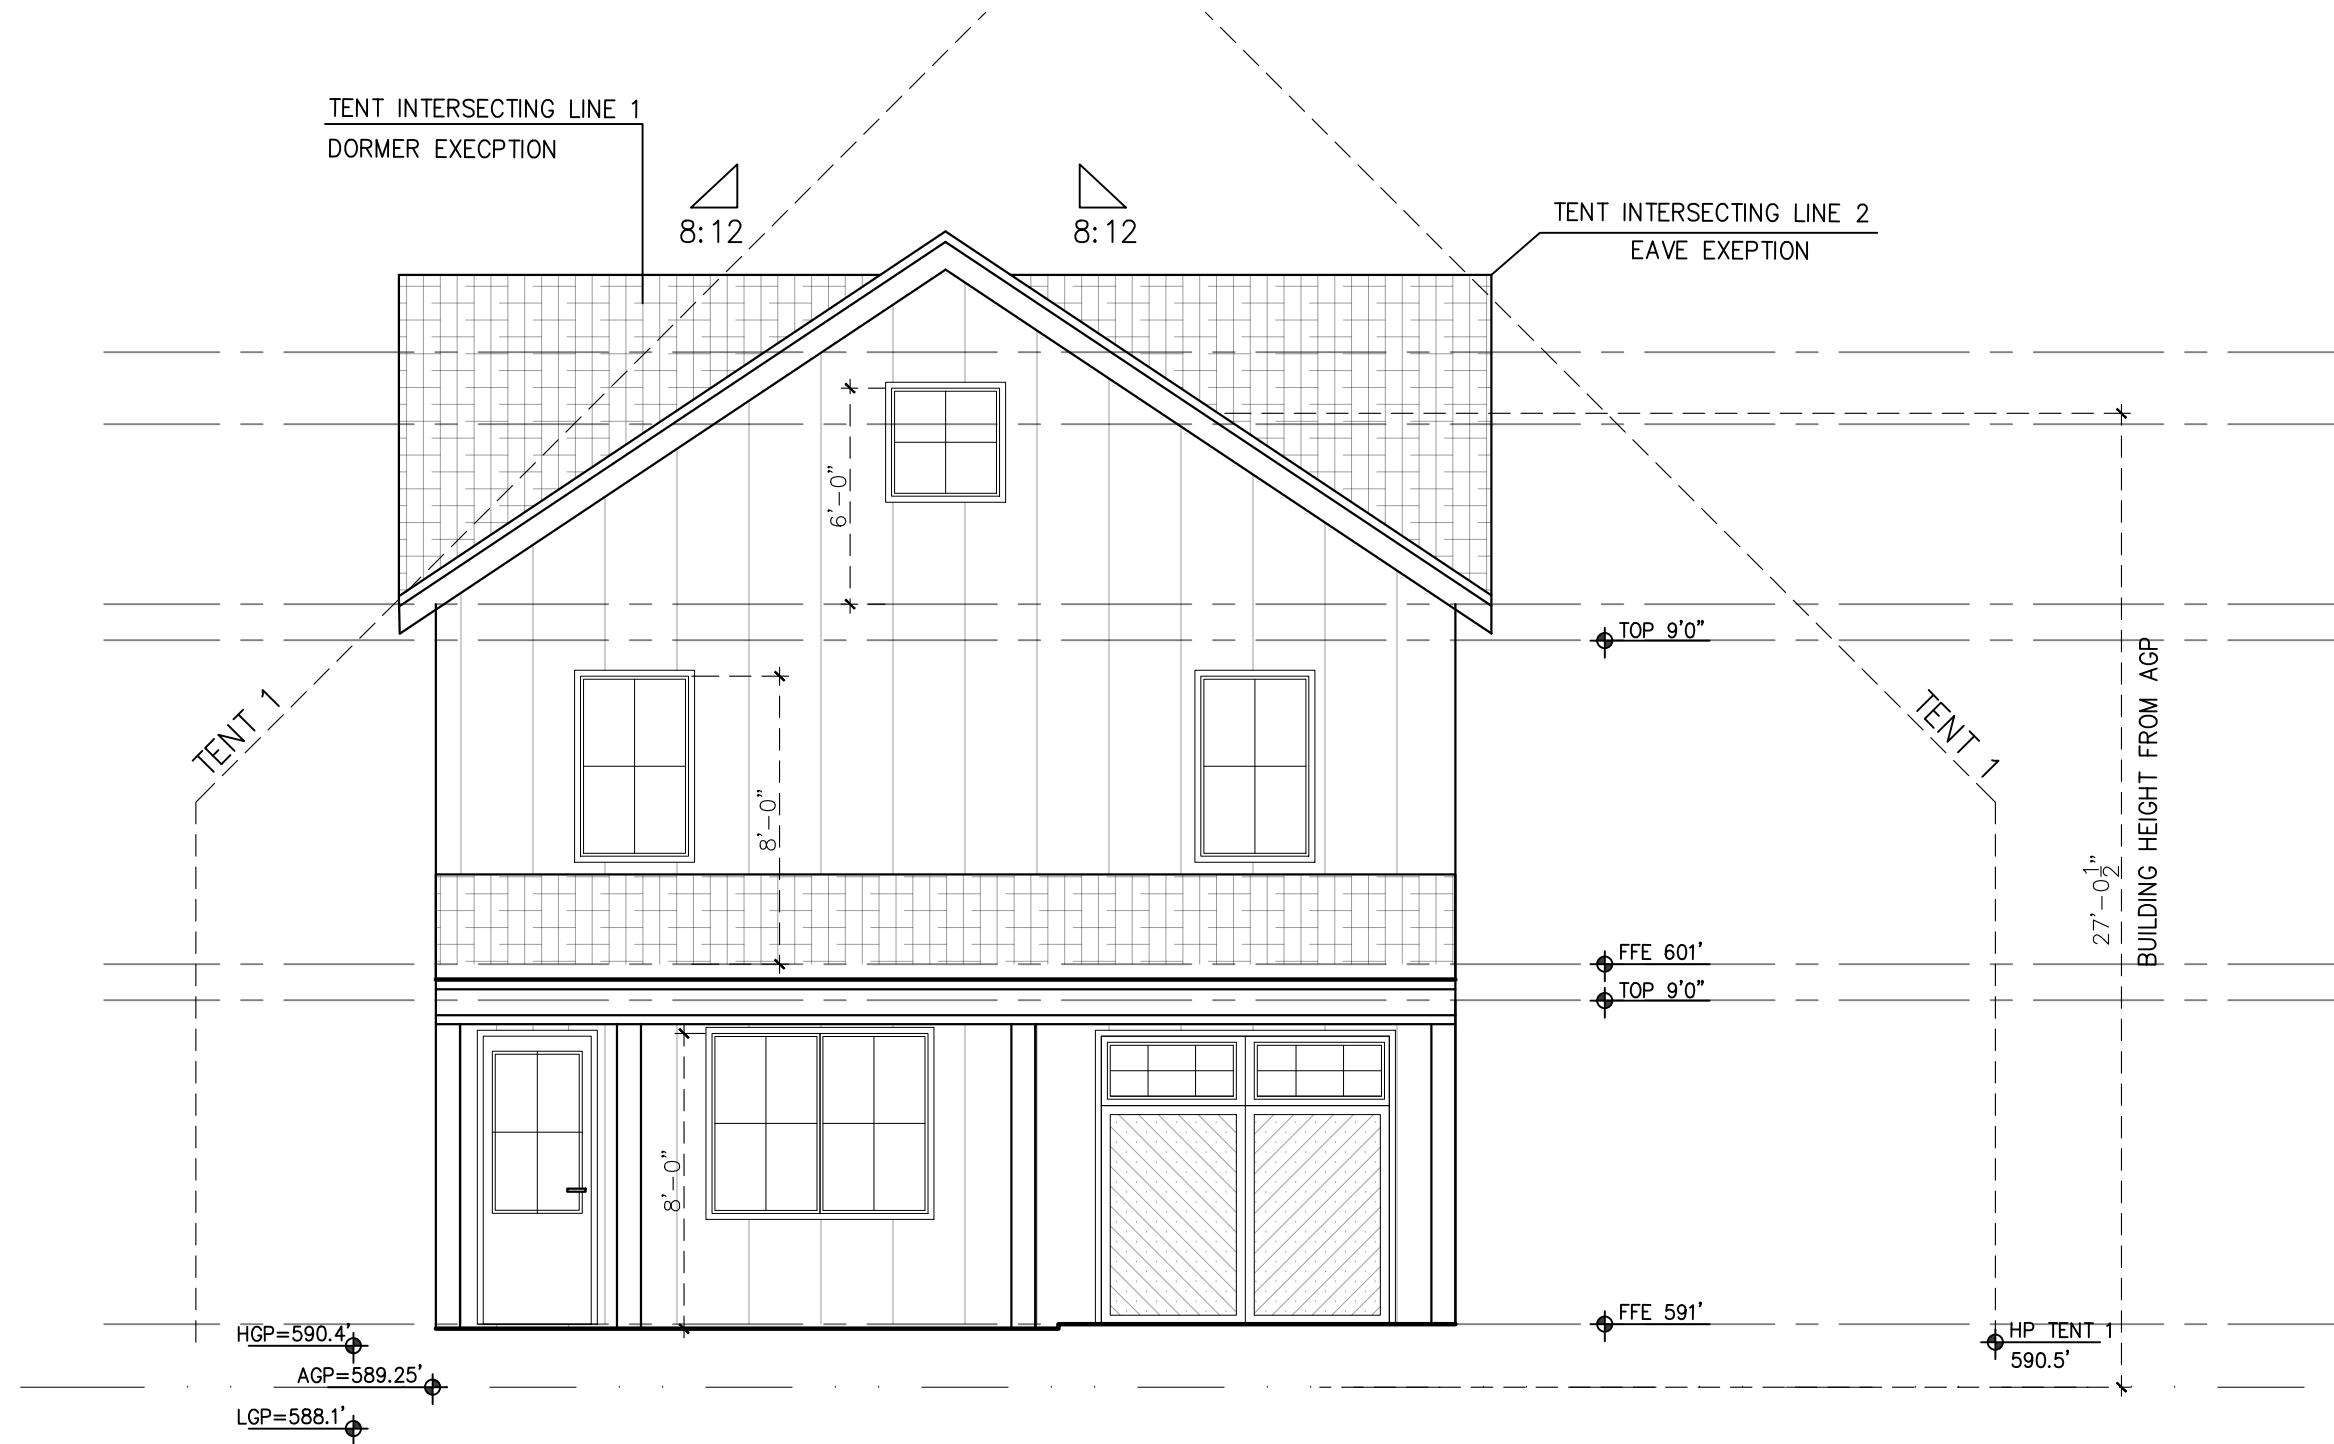 TENT INTERSECTING LINE 1
DORMER EXECPTION
8:12
8:12
TENT INTERSECTING LINE 2
EAVE EXEPTION
6'-0"
TOP 9'0"
TENT 1
TENT 1
8'-0"
BUILDING HEIGHT FROM AGP
27'-0 1/2"
FFE 601'
TOP 9'0"
8'-0"
FFE 591'
HGP=590.4'
HP TENT 1
590.5'
AGP=589.25'
LGP=588.1'